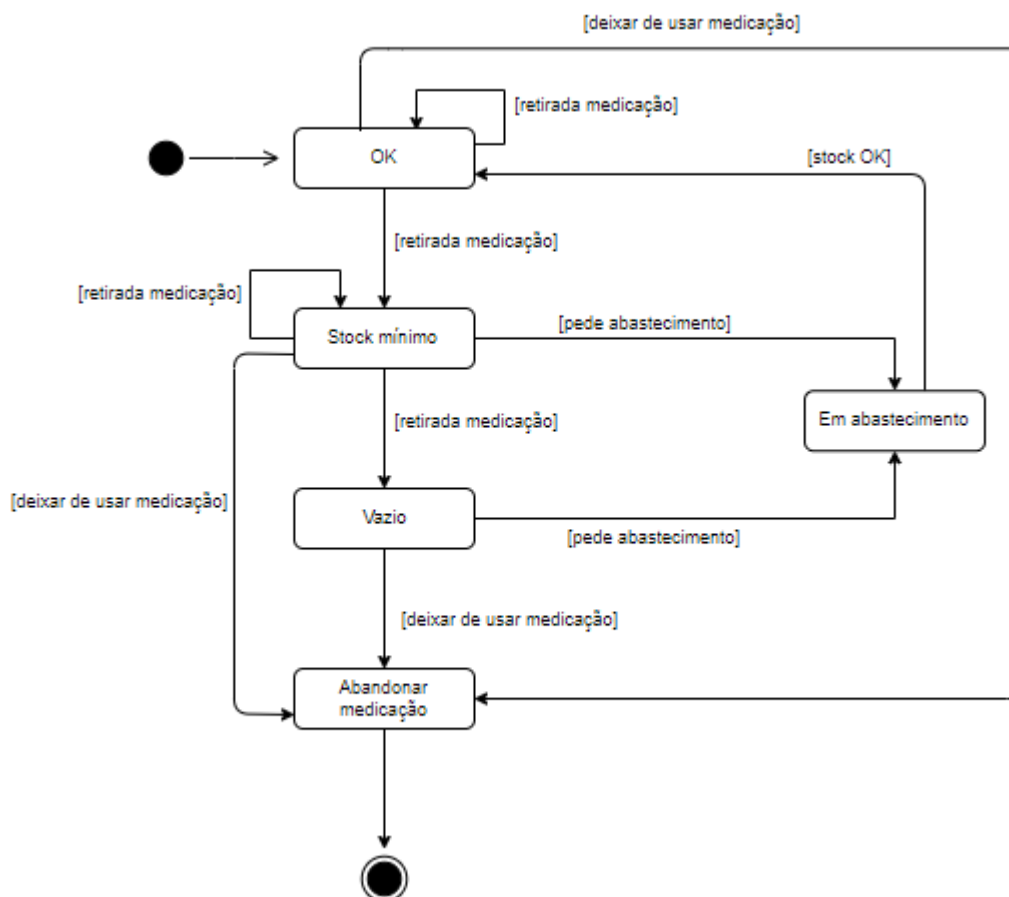 [deixar de usar medicação]
[retirada medicação]
OK
[stock OK]
[retirada medicação]
[retirada medicação]
[pede abastecimento]
Stock mínimo
Em abastecimento
[retirada medicação]
[deixar de usar medicação]
Vazio
[pede abastecimento]
[deixar de usar medicação]
Abandonar
medicação